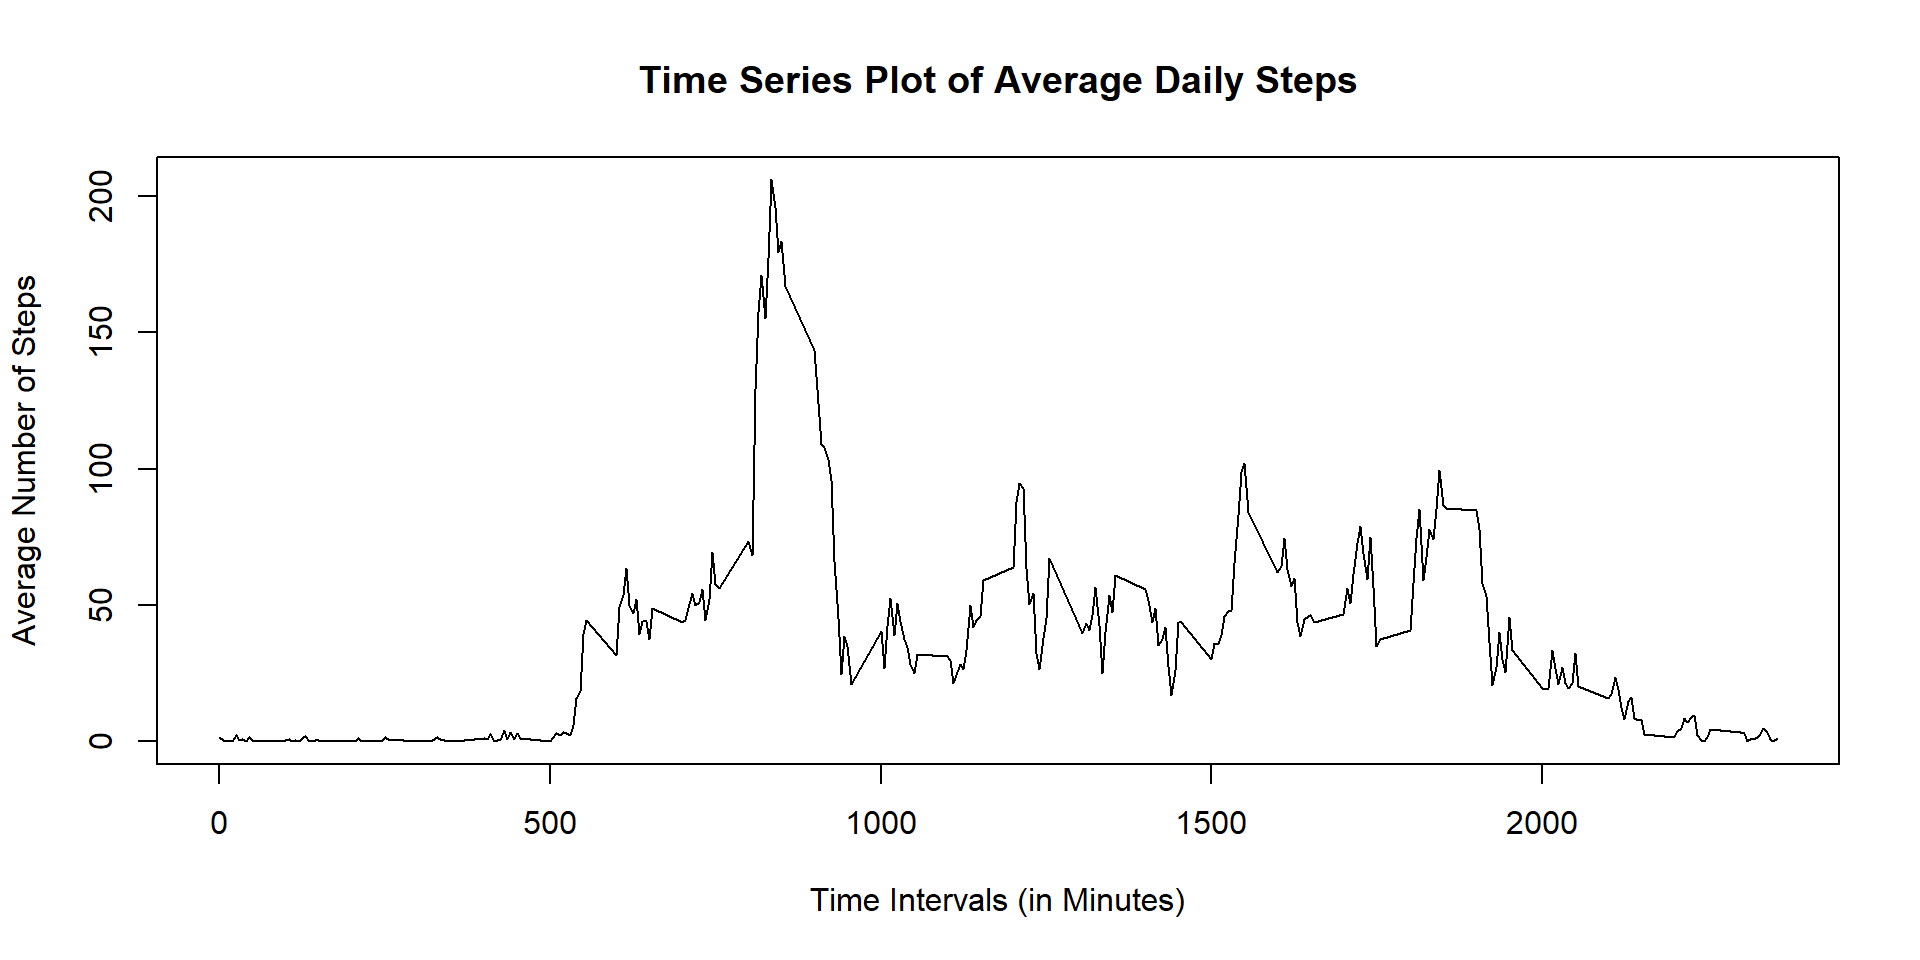 Time Series Plot of Average Daily Steps
Average Number of Steps
200
150
100
50
0
0 500 1000 1500 2000
Time Intervals (in Minutes)